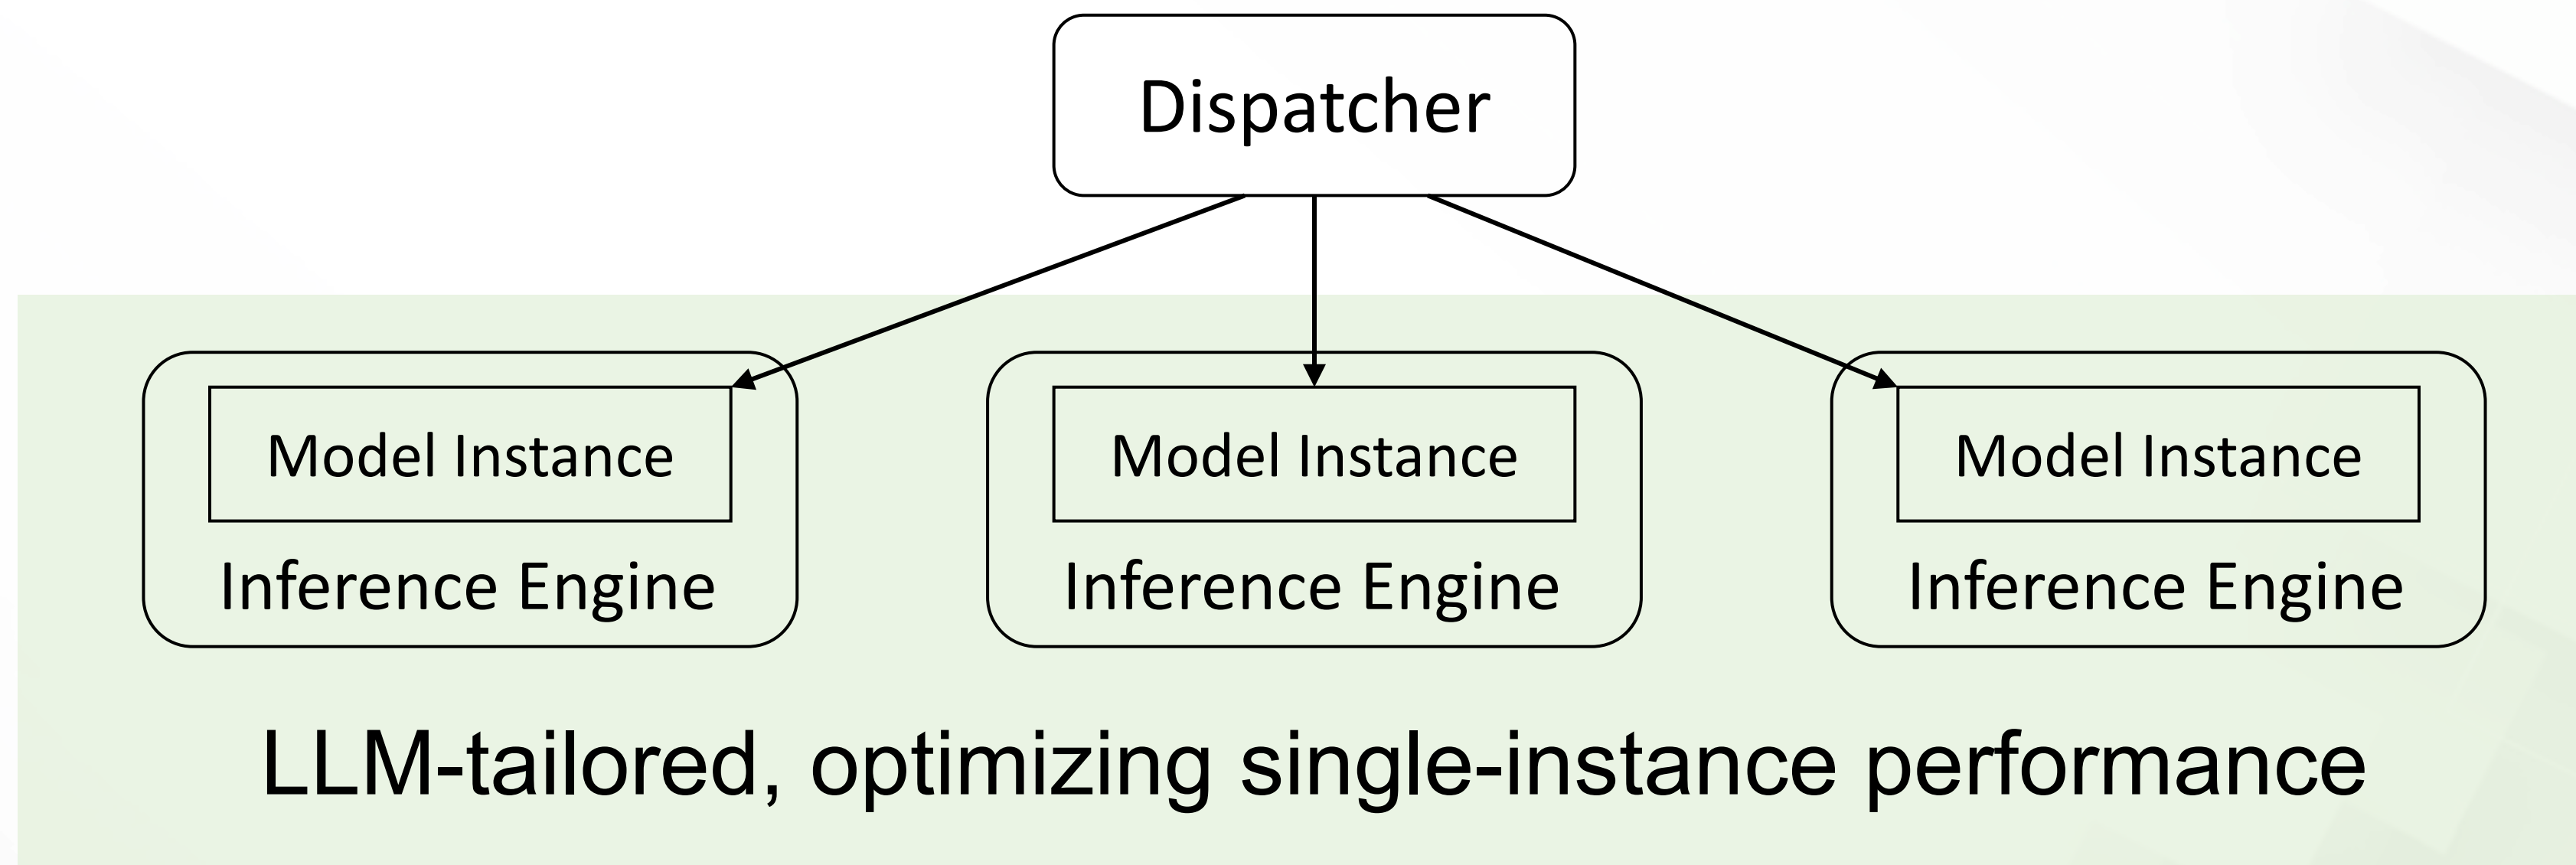 Dispatcher
Model Instance
Model Instance
Model Instance
Inference Engine
Inference Engine
Inference Engine
LLM-tailored, optimizing single-instance performance